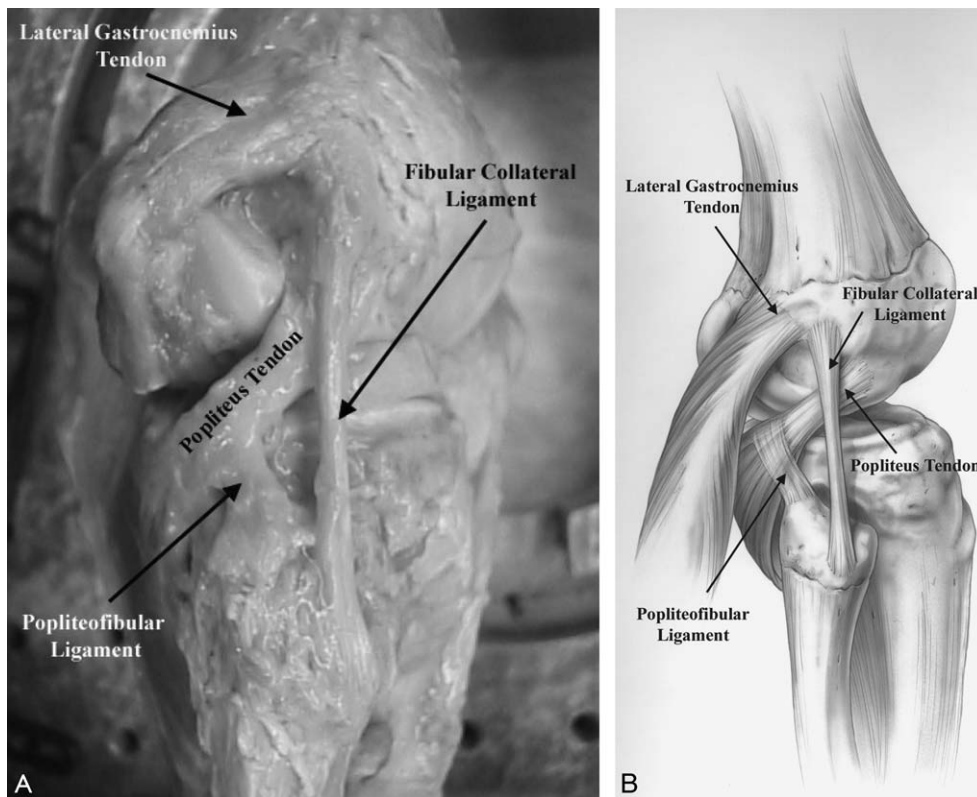 Lateral Gastrocnemius
Tendon
Fibular Collateral
Ligament
Popliteus Tendon
Popliteofibular
Ligament
A
Lateral Gastrocnemius
Tendon
Fibular Collateral
Ligament
Popliteus Tendon
Popliteofibular
Ligament
B